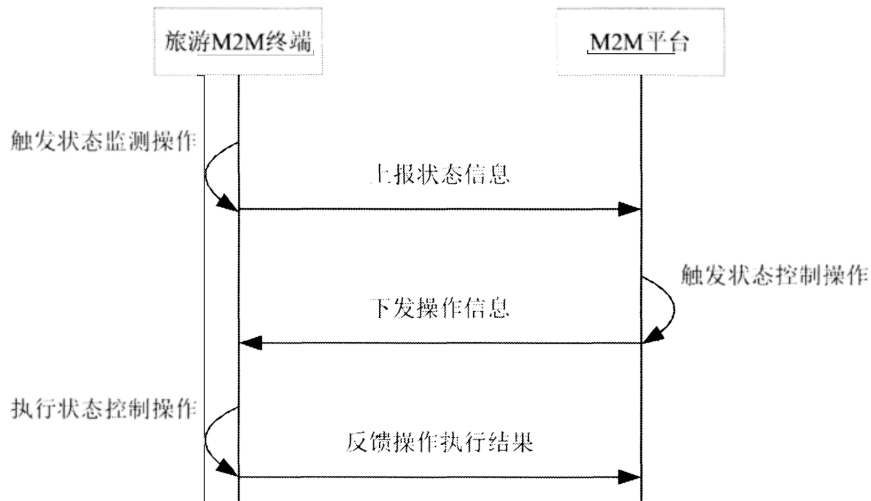 旅游M2M终端
M2M平台
触发状态监测操作
上报状态信息
触发状态控制操作
下发操作信息
执行状态控制操作
反馈操作执行结果